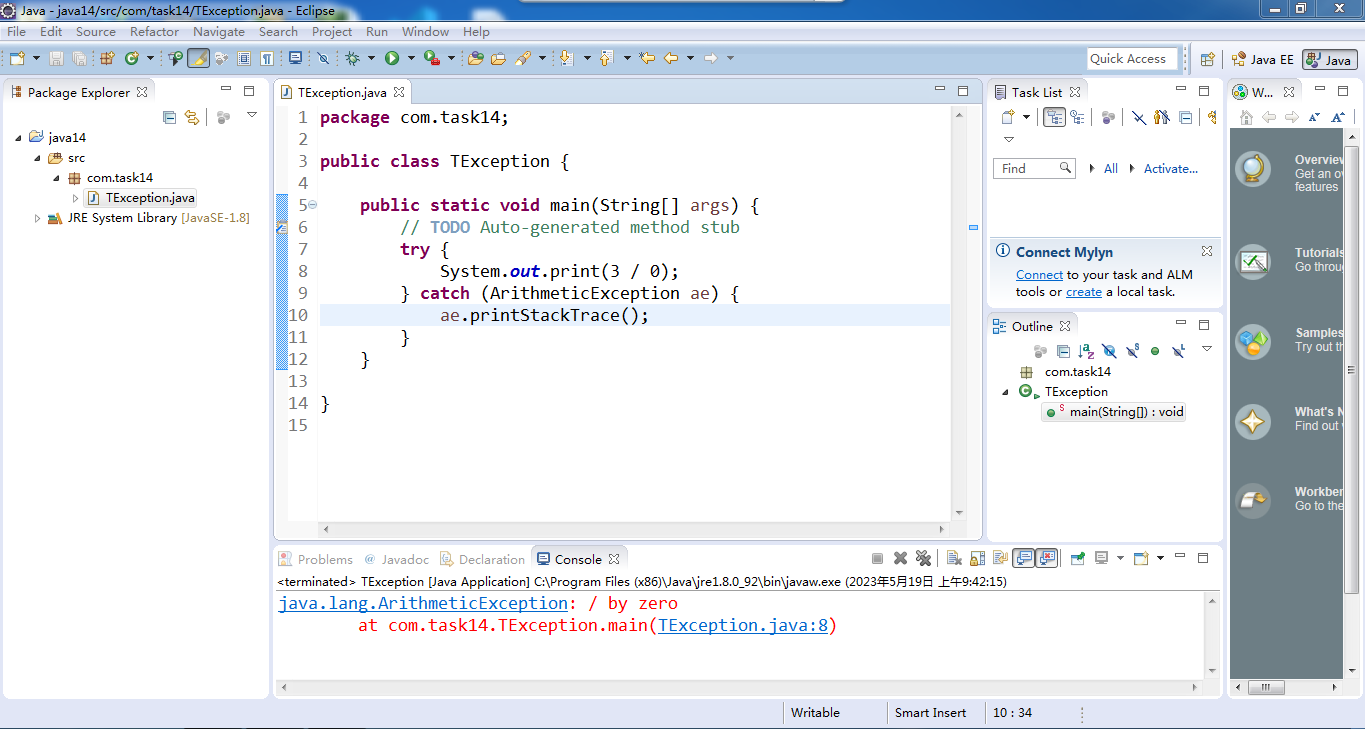 Java - java14/src/com/task14/TException.java - Eclipse
File Edit Source Refactor Navigate Search Project Run Window Help
Quick Access
Java EE
Java
Package Explorer
java14
src
com.task14
TException.java
JRE System Library [JavaSE-1.8]
TException.java
1 package com.task14;
2
3 public class TException {
4
5 public static void main(String[] args) {
6 // TODO Auto-generated method stub
7 try {
8 System.out.print(3 / 0);
9 } catch (ArithmeticException ae) {
10 ae.printStackTrace();
11 }
12 }
13
14 }
15
Task List
Find
All
Activate...
Connect Mylyn
Connect to your task and ALM
tools or create a local task.
Outline
com.task14
TException
main(String[]) : void
W...
Overview
Get an ov
features
Tutorials
Go throu
Samples
Try out th
What's N
Find out
Workben
Go to the
Problems @ Javadoc Declaration Console
<terminated> TException [Java Application] C:\Program Files (x86)\Java\jre1.8.0_92\bin\javaw.exe (2023年5月19日 上午9:42:15)
java.lang.ArithmeticException: / by zero
at com.task14.TException.main(TException.java:8)
Writable
Smart Insert
10 : 34